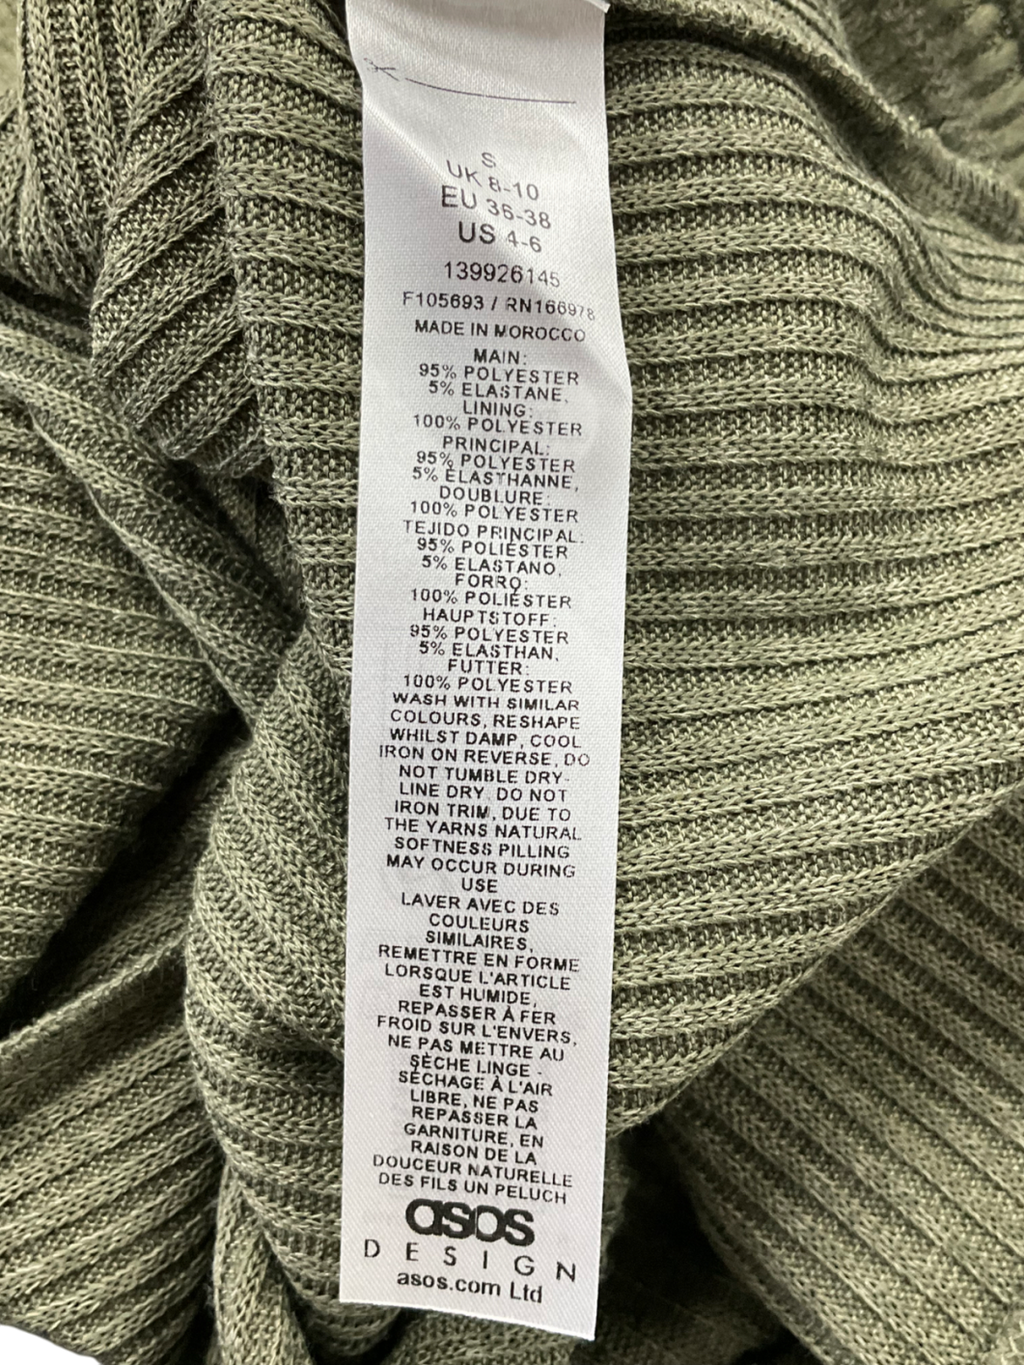 S
UK 8-10
EU 36-38
US 4-6
139926145
F105693 / RN166978
MADE IN MOROCCO
MAIN:
95% POLYESTER
5% ELASTANE,
LINING:
100% POLYESTER
PRINCIPAL:
95% POLYESTER
5% ÉLASTHANNE,
DOUBLURE:
100% POLYESTER
TEJIDO PRINCIPAL:
95% POLIÉSTER
5% ELASTANO,
FORRO:
100% POLIÉSTER
HAUPTSTOFF:
95% POLYESTER
5% ELASTHAN,
FUTTER:
100% POLYESTER
WASH WITH SIMILAR
COLOURS, RESHAPE
WHILST DAMP, COOL
IRON ON REVERSE, DO
NOT TUMBLE DRY-
LINE DRY, DO NOT
IRON TRIM, DUE TO
THE YARNS NATURAL
SOFTNESS PILLING
MAY OCCUR DURING
USE
LAVER AVEC DES
COULEURS
SIMILAIRES,
REMETTRE EN FORME
LORSQUE L'ARTICLE
EST HUMIDE,
REPASSER À FER
FROID SUR L'ENVERS,
NE PAS METTRE AU
SÈCHE LINGE -
SÉCHAGE À L'AIR
LIBRE, NE PAS
REPASSER LA
GARNITURE, EN
RAISON DE LA
DOUCEUR NATURELLE
DES FILS UN PELUCH
asos
DESIGN
asos.com Ltd